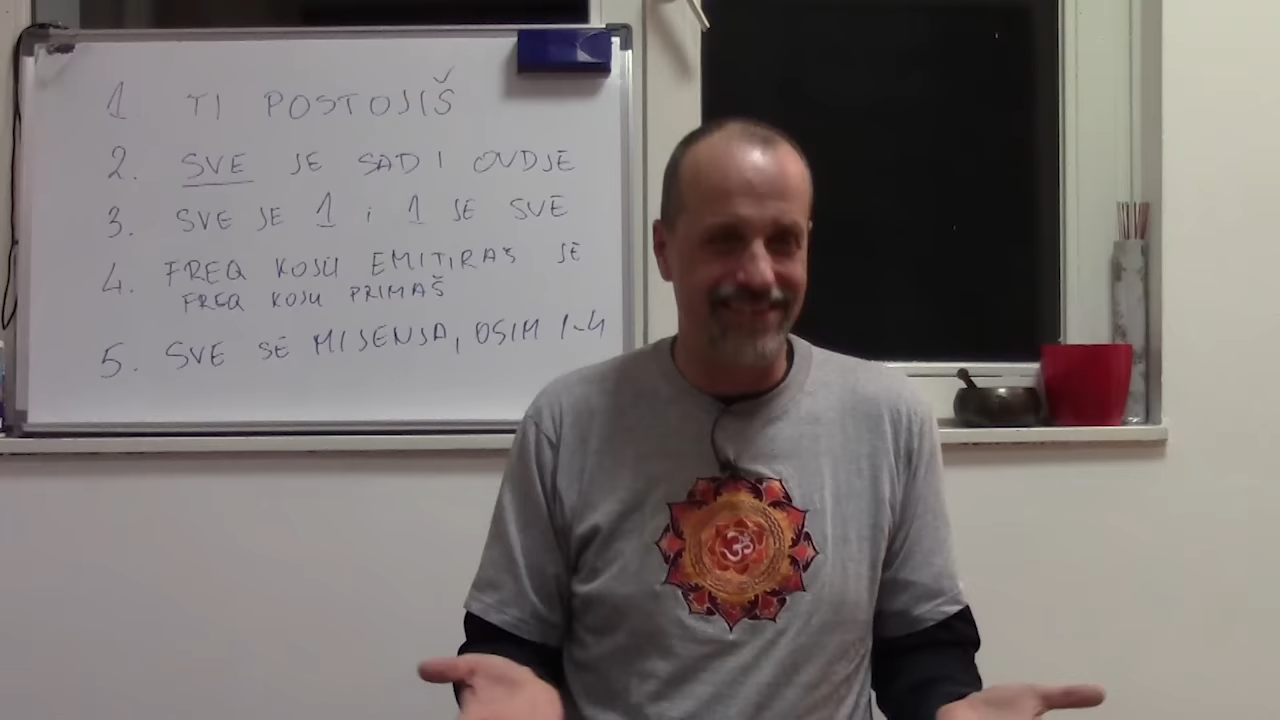 1. TI POSTOJIŠ
2. SVE JE SAD I OVDJE
3. SVE JE 1 i 1 JE SVE
4. FREQ KOJU EMITIRAŠ JE
FREQ KOJU PRIMAŠ
5. SVE SE MIJENJA, OSIM 1-4
ॐ